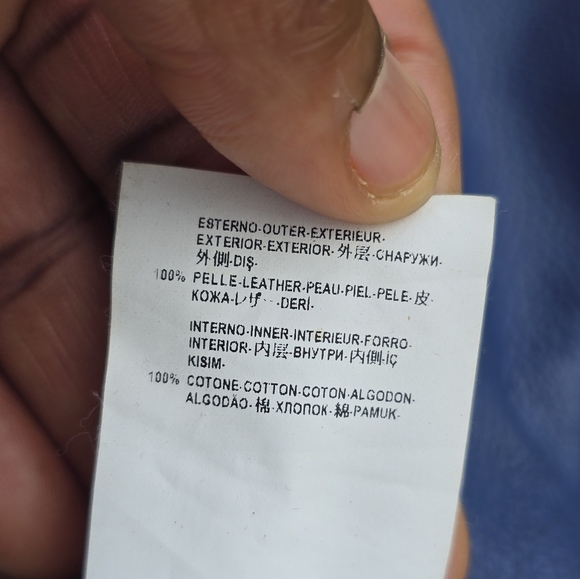 ESTERNO-OUTER-EXTERIEUR-
EXTERIOR-EXTERIOR- 外层-СНАРУЖИ-
外側-DIŞ-
100% PELLE-LEATHER-PEAU-PIEL-PELE-皮-
КОЖА-レザー-DERİ-
INTERNO-INNER-INTERIEUR-FORRO-
INTERIOR-内层-ВНУТРИ-内側-İÇ
KISIM-
100% COTONE-COTTON-COTON-ALGODON-
ALGODÃO-棉-ХЛОПОК-綿-PAMUK-